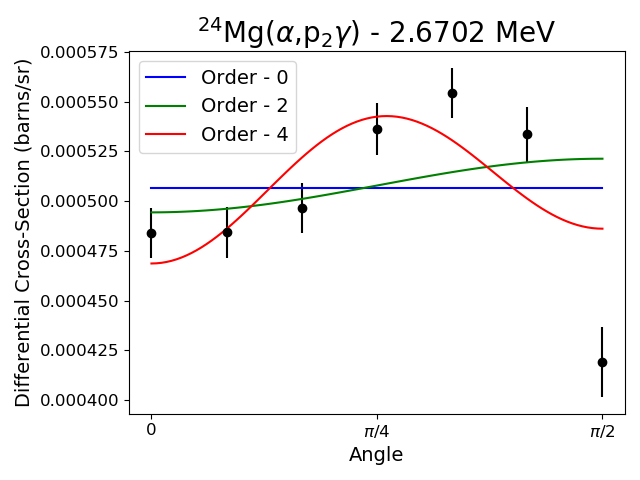 ²⁴Mg(α,p₂γ) - 2.6702 MeV
Differential Cross-Section (barns/sr)
0.000575
0.000550
0.000525
0.000500
0.000475
0.000450
0.000425
0.000400
Order - 0
Order - 2
Order - 4
0
π/4
π/2
Angle